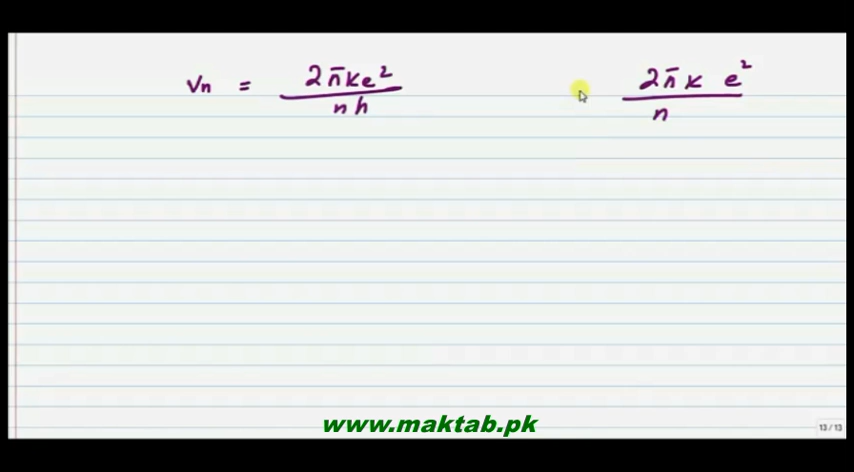 Vn = 2πke² / nh    2πk e² / n
www.maktab.pk
13 / 13